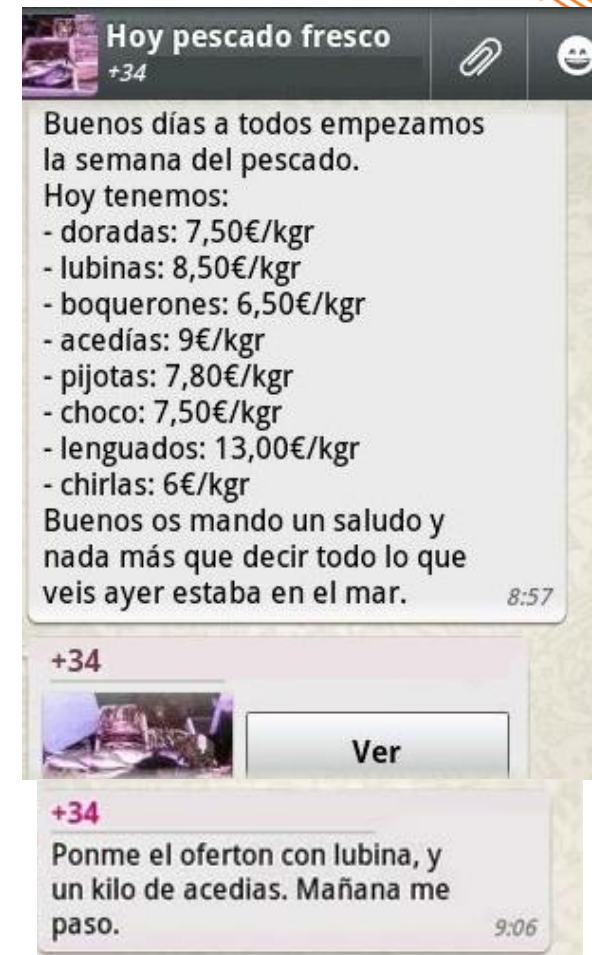 Hoy pescado fresco
+34
Buenos días a todos empezamos
la semana del pescado.
Hoy tenemos:
- doradas: 7,50€/kgr
- lubinas: 8,50€/kgr
- boquerones: 6,50€/kgr
- acedías: 9€/kgr
- pijotas: 7,80€/kgr
- choco: 7,50€/kgr
- lenguados: 13,00€/kgr
- chirlas: 6€/kgr
Buenos os mando un saludo y
nada más que decir todo lo que
veis ayer estaba en el mar.
8:57
+34
Ver
+34
Ponme el oferton con lubina, y
un kilo de acedias. Mañana me
paso.
9:06